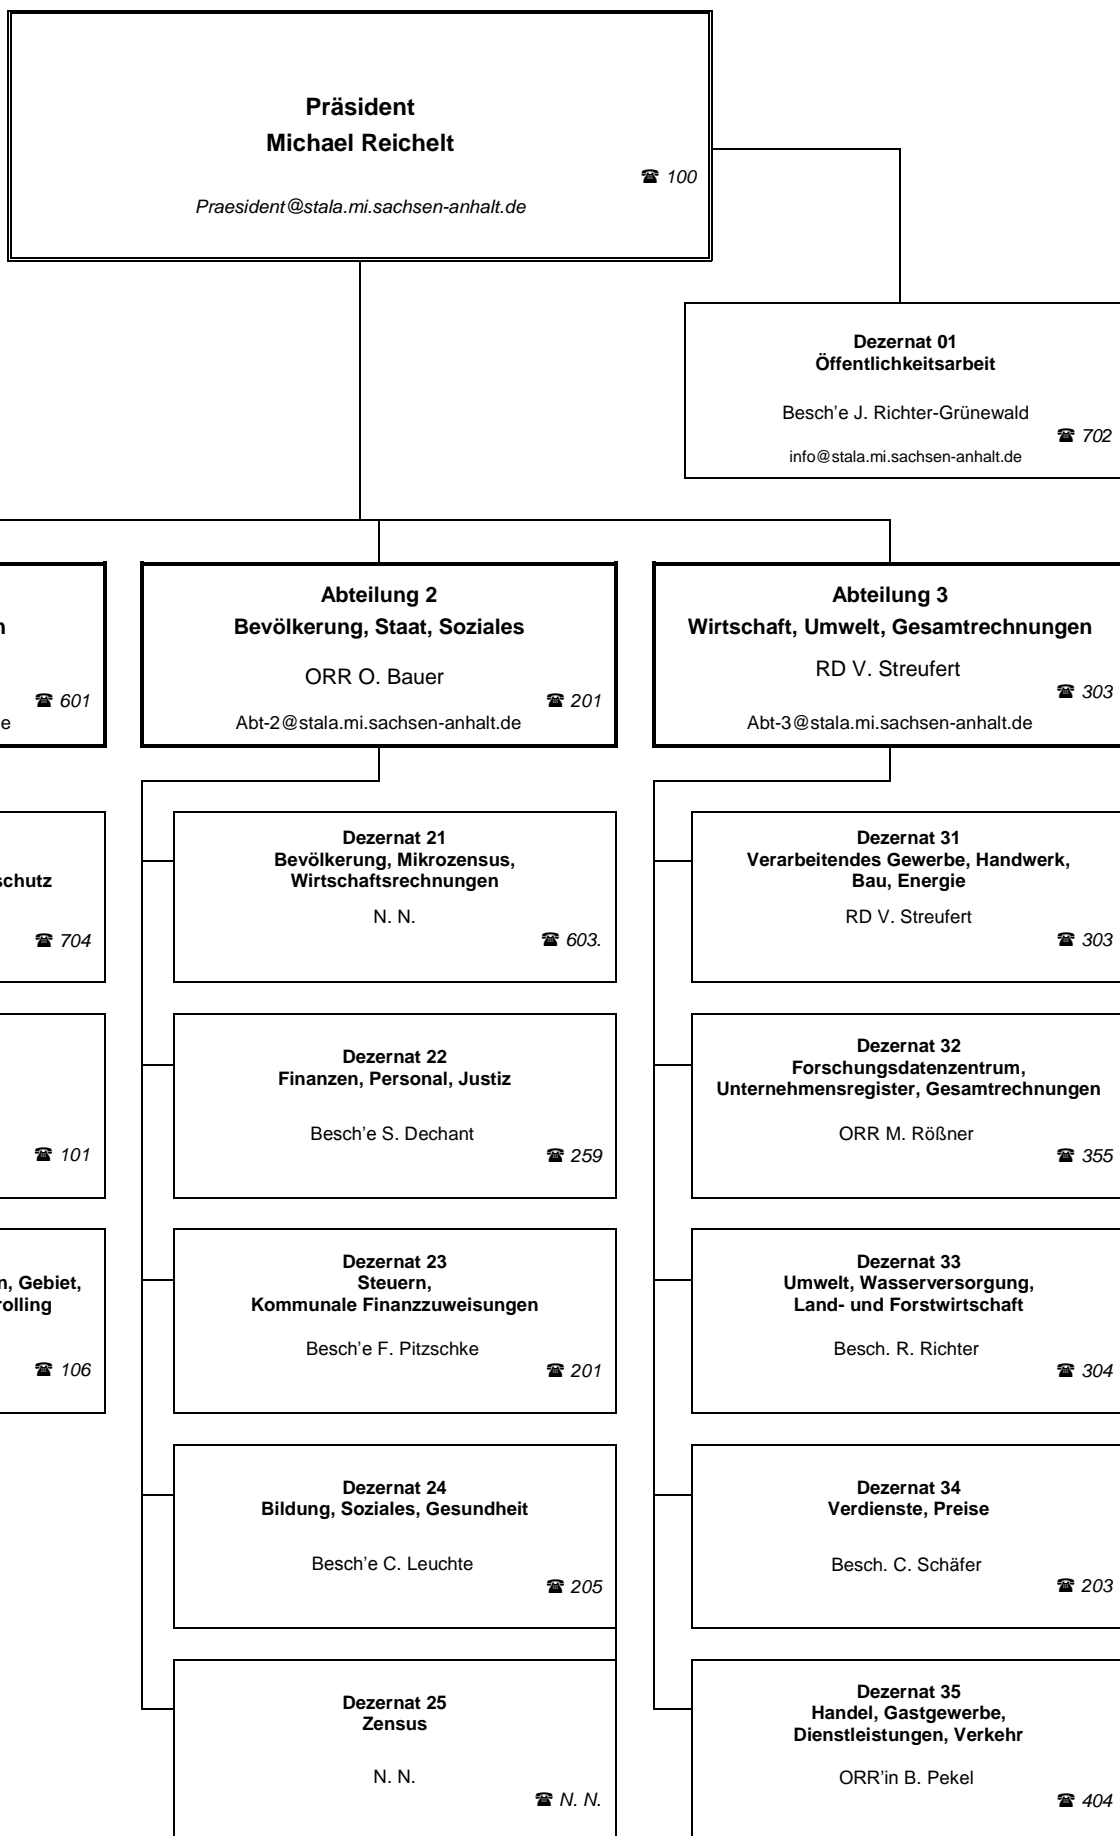 Präsident
Michael Reichelt
☎ 100
Praesident@stala.mi.sachsen-anhalt.de
Dezernat 01
Öffentlichkeitsarbeit
Besch'e J. Richter-Grünewald
☎ 702
info@stala.mi.sachsen-anhalt.de
n
☎ 601
e
Abteilung 2
Bevölkerung, Staat, Soziales
ORR O. Bauer
☎ 201
Abt-2@stala.mi.sachsen-anhalt.de
Abteilung 3
Wirtschaft, Umwelt, Gesamtrechnungen
RD V. Streufert
☎ 303
Abt-3@stala.mi.sachsen-anhalt.de
schutz
☎ 704
Dezernat 21
Bevölkerung, Mikrozensus,
Wirtschaftsrechnungen
N. N.
☎ 603.
Dezernat 31
Verarbeitendes Gewerbe, Handwerk,
Bau, Energie
RD V. Streufert
☎ 303
☎ 101
Dezernat 22
Finanzen, Personal, Justiz
Besch'e S. Dechant
☎ 259
Dezernat 32
Forschungsdatenzentrum,
Unternehmensregister, Gesamtrechnungen
ORR M. Rößner
☎ 355
n, Gebiet,
rolling
☎ 106
Dezernat 23
Steuern,
Kommunale Finanzzuweisungen
Besch'e F. Pitzschke
☎ 201
Dezernat 33
Umwelt, Wasserversorgung,
Land- und Forstwirtschaft
Besch. R. Richter
☎ 304
Dezernat 24
Bildung, Soziales, Gesundheit
Besch'e C. Leuchte
☎ 205
Dezernat 34
Verdienste, Preise
Besch. C. Schäfer
☎ 203
Dezernat 25
Zensus
N. N.
☎ N. N.
Dezernat 35
Handel, Gastgewerbe,
Dienstleistungen, Verkehr
ORR'in B. Pekel
☎ 404